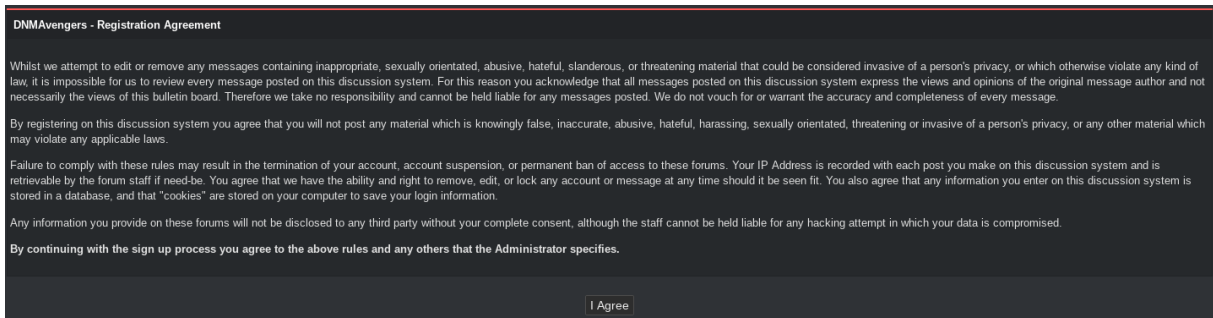 DNMAvengers - Registration Agreement
Whilst we attempt to edit or remove any messages containing inappropriate, sexually orientated, abusive, hateful, slanderous, or threatening material that could be considered invasive of a person's privacy, or which otherwise violate any kind of
law, it is impossible for us to review every message posted on this discussion system. For this reason you acknowledge that all messages posted on this discussion system express the views and opinions of the original message author and not
necessarily the views of this bulletin board. Therefore we take no responsibility and cannot be held liable for any messages posted. We do not vouch for or warrant the accuracy and completeness of every message.
By registering on this discussion system you agree that you will not post any material which is knowingly false, inaccurate, abusive, hateful, harassing, sexually orientated, threatening or invasive of a person's privacy, or any other material which
may violate any applicable laws.
Failure to comply with these rules may result in the termination of your account, account suspension, or permanent ban of access to these forums. Your IP Address is recorded with each post you make on this discussion system and is
retrievable by the forum staff if need-be. You agree that we have the ability and right to remove, edit, or lock any account or message at any time should it be seen fit. You also agree that any information you enter on this discussion system is
stored in a database, and that "cookies" are stored on your computer to save your login information.
Any information you provide on these forums will not be disclosed to any third party without your complete consent, although the staff cannot be held liable for any hacking attempt in which your data is compromised.
By continuing with the sign up process you agree to the above rules and any others that the Administrator specifies.
I Agree